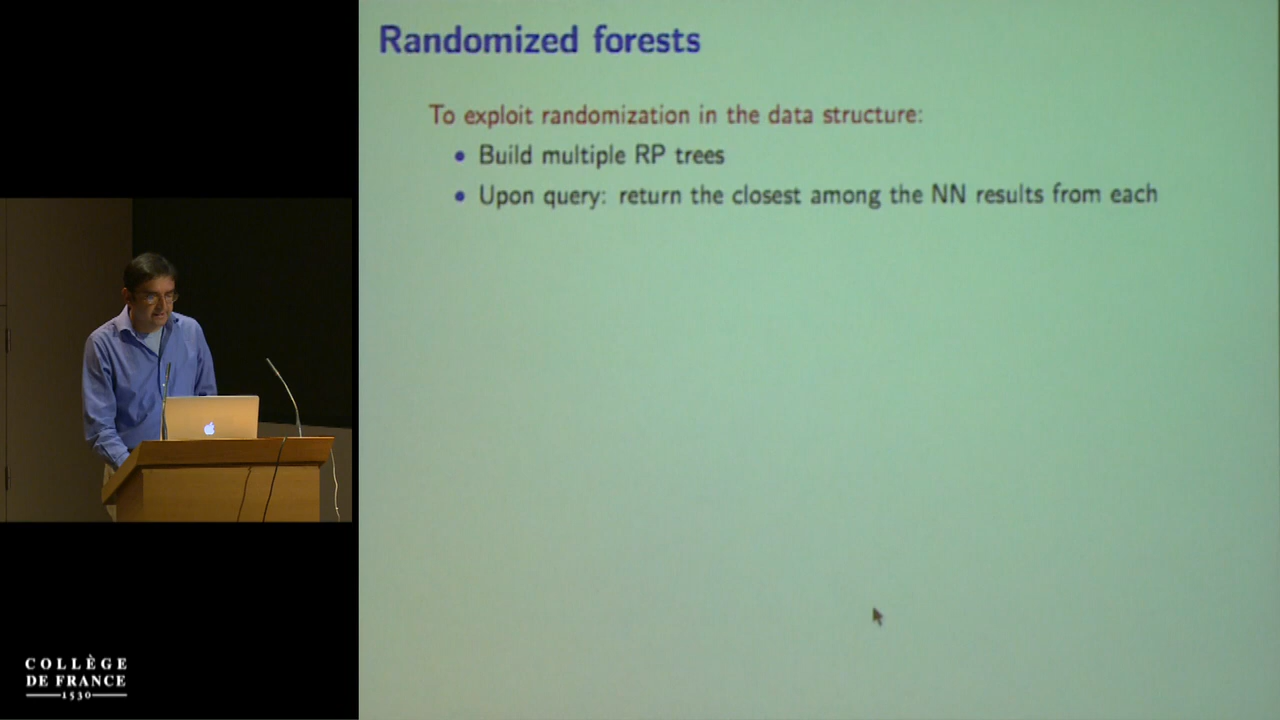 Randomized forests
To exploit randomization in the data structure:
• Build multiple RP trees
• Upon query: return the closest among the NN results from each
COLLÈGE
DE FRANCE
1530